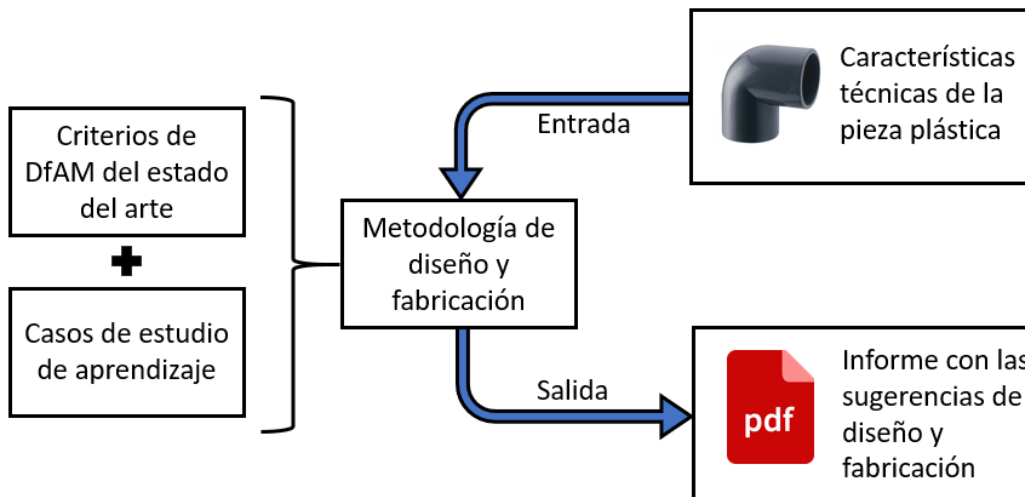 Criterios de
DfAM del estado
del arte
Casos de estudio
de aprendizaje
Metodología de
diseño y
fabricación
Entrada
Salida
Características
técnicas de la
pieza plástica
pdf
Informe con las
sugerencias de
diseño y
fabricación